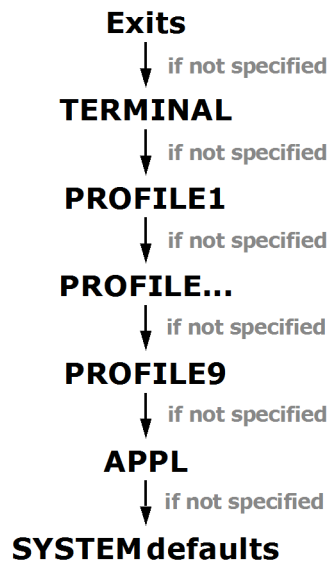 Exits
if not specified
TERMINAL
if not specified
PROFILE1
if not specified
PROFILE...
if not specified
PROFILE9
if not specified
APPL
if not specified
SYSTEM defaults